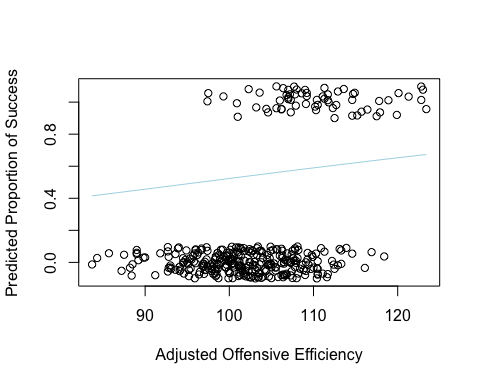 Predicted Proportion of Success
0.8
0.4
0.0
90 100 110 120
Adjusted Offensive Efficiency